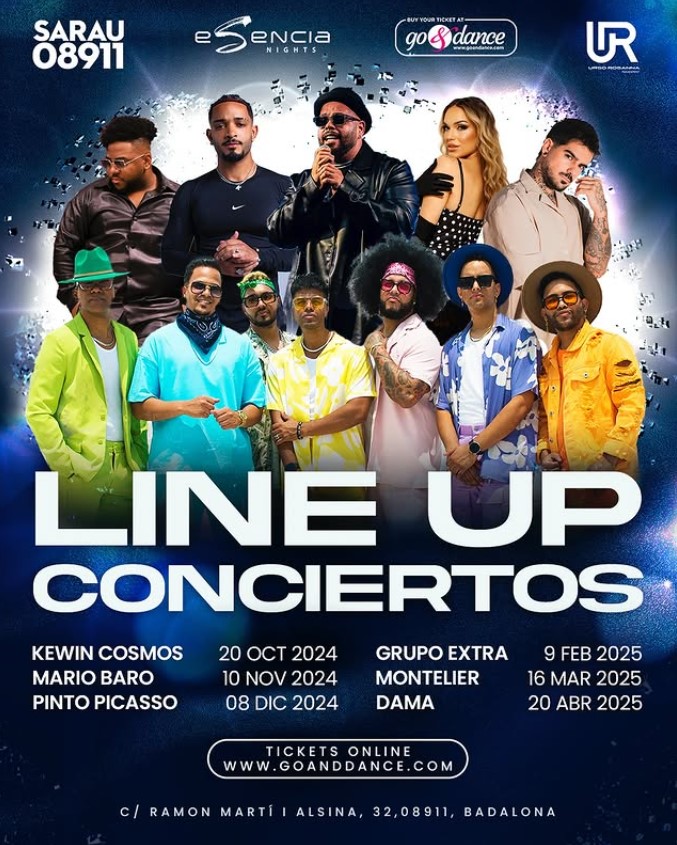 SARAU
08911
eSencia
NIGHTS
BUY YOUR TICKET AT
go&dance
www.goanddance.com
UR
URSO ROSANNA
LINE UP
CONCIERTOS
KEWIN COSMOS 20 OCT 2024
MARIO BARO 10 NOV 2024
PINTO PICASSO 08 DIC 2024
GRUPO EXTRA 9 FEB 2025
MONTELIER 16 MAR 2025
DAMA 20 ABR 2025
TICKETS ONLINE
WWW.GOANDDANCE.COM
C/ RAMON MARTÍ I ALSINA, 32,08911, BADALONA